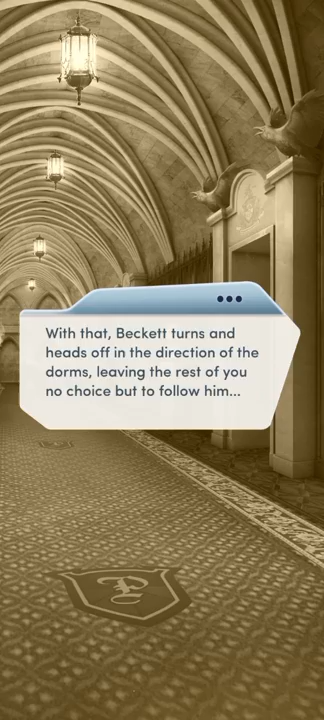 With that, Beckett turns and
heads off in the direction of the
dorms, leaving the rest of you
no choice but to follow him...